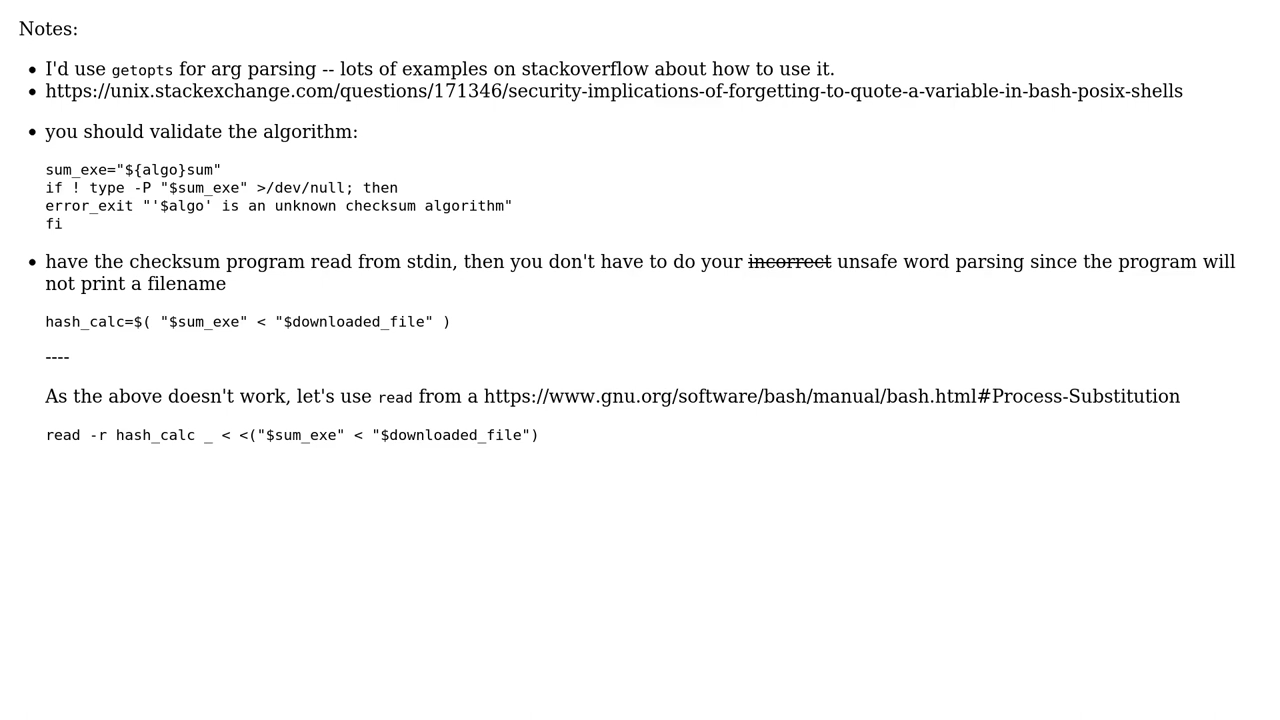 Notes:
• I'd use getopts for arg parsing -- lots of examples on stackoverflow about how to use it.
• https://unix.stackexchange.com/questions/171346/security-implications-of-forgetting-to-quote-a-variable-in-bash-posix-shells
• you should validate the algorithm:
sum_exe="${algo}sum"
if ! type -P "$sum_exe" >/dev/null; then
error_exit "'$algo' is an unknown checksum algorithm"
fi
• have the checksum program read from stdin, then you don't have to do your incorrect unsafe word parsing since the program will
not print a filename
hash_calc=$( "$sum_exe" < "$downloaded_file" )
----
As the above doesn't work, let's use read from a https://www.gnu.org/software/bash/manual/bash.html#Process-Substitution
read -r hash_calc _ < <("$sum_exe" < "$downloaded_file")